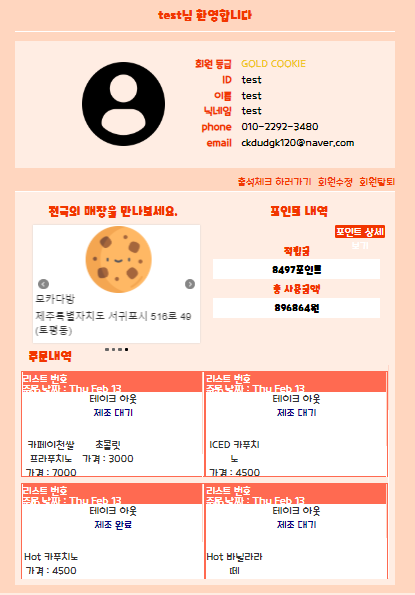 test님 환영합니다
회원 등급 GOLD COOKIE
ID test
이름 test
닉네임 test
phone 010-2292-3480
email ckdudgk120@naver.com
출석체크 하러가기 회원수정 회원탈퇴
전국의 매장을 만나보세요.
모카다방
제주특별자치도 서귀포시 516로 49
(토평동)
포인트 내역
포인트 상세
보기
적립금
8497포인트
총 사용금액
896864원
주문내역
리스트 번호
주문 날짜 : Thu Feb 13
테이크 아웃
제조 대기
카페이천쌀 초콜릿
프라푸치노 가격 : 3000
가격 : 7000
리스트 번호
주문 날짜 : Thu Feb 13
테이크 아웃
제조 대기
ICED 카푸치
노
가격 : 4500
리스트 번호
주문 날짜 : Thu Feb 13
테이크 아웃
제조 완료
Hot 카푸치노
가격 : 4500
리스트 번호
주문 날짜 : Thu Feb 13
테이크 아웃
제조 대기
Hot 바닐라라
떼